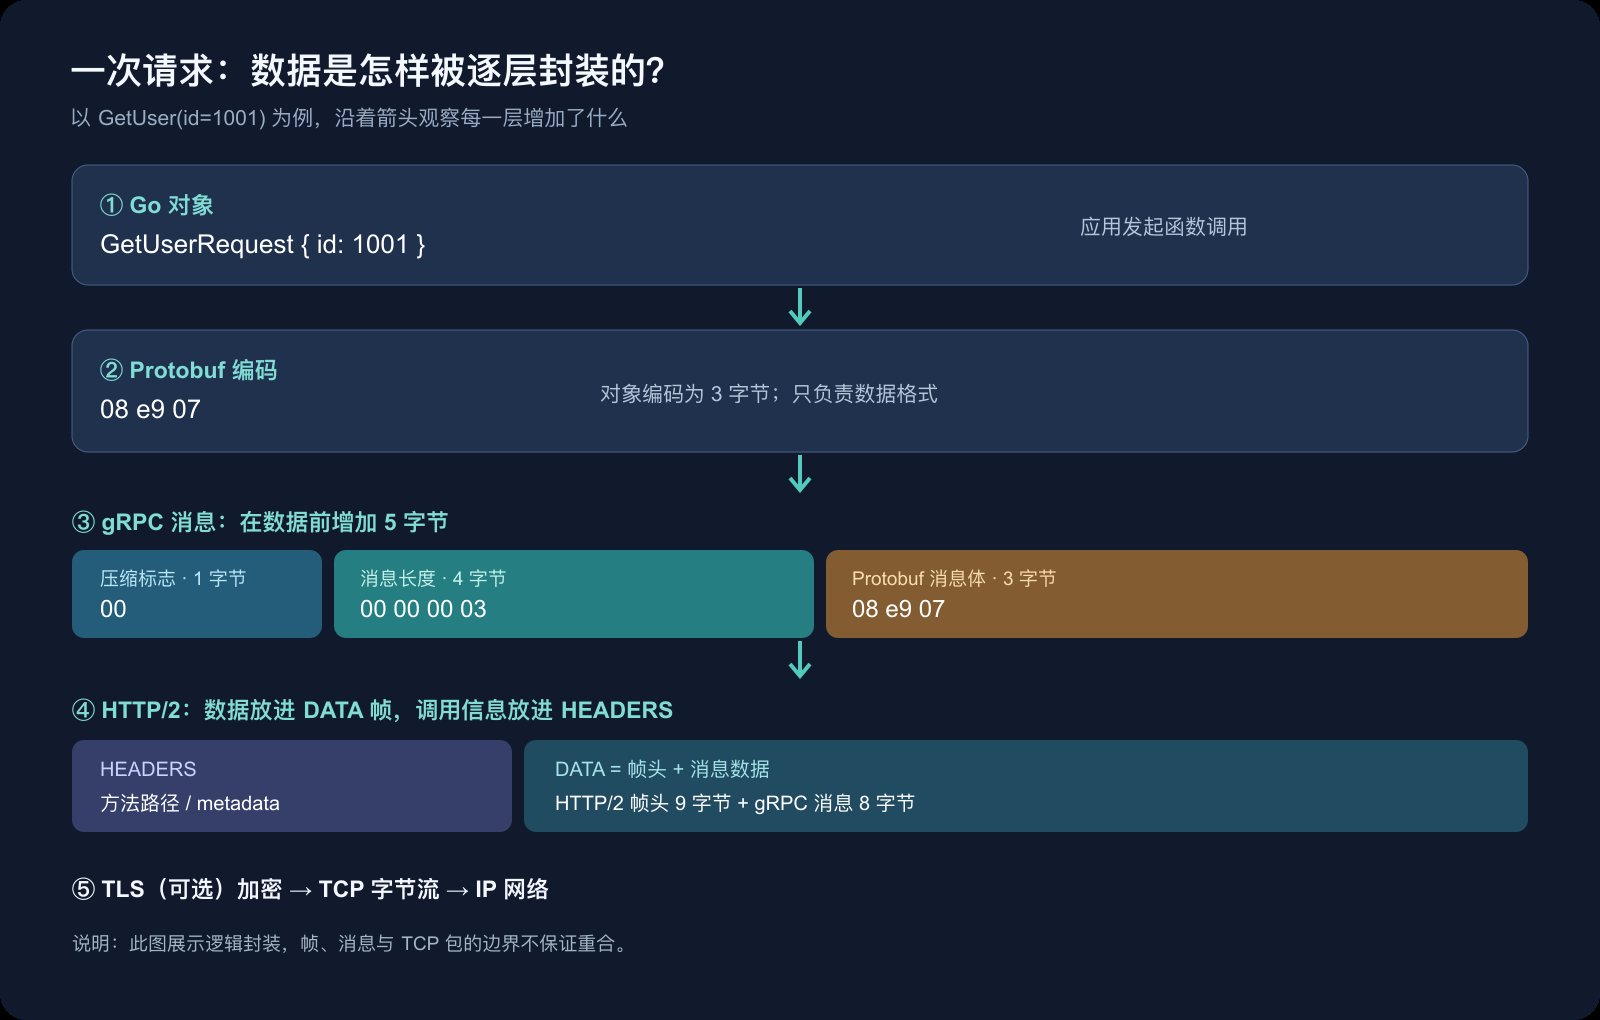 一次请求：数据是怎样被逐层封装的？
以 GetUser(id=1001) 为例，沿着箭头观察每一层增加了什么
① Go 对象
GetUserRequest { id: 1001 }
应用发起函数调用
② Protobuf 编码
08 e9 07
对象编码为 3 字节；只负责数据格式
③ gRPC 消息：在数据前增加 5 字节
压缩标志 · 1 字节
00
消息长度 · 4 字节
00 00 00 03
Protobuf 消息体 · 3 字节
08 e9 07
④ HTTP/2：数据放进 DATA 帧，调用信息放进 HEADERS
HEADERS
方法路径 / metadata
DATA = 帧头 + 消息数据
HTTP/2 帧头 9 字节 + gRPC 消息 8 字节
⑤ TLS（可选）加密 → TCP 字节流 → IP 网络
说明：此图展示逻辑封装，帧、消息与 TCP 包的边界不保证重合。